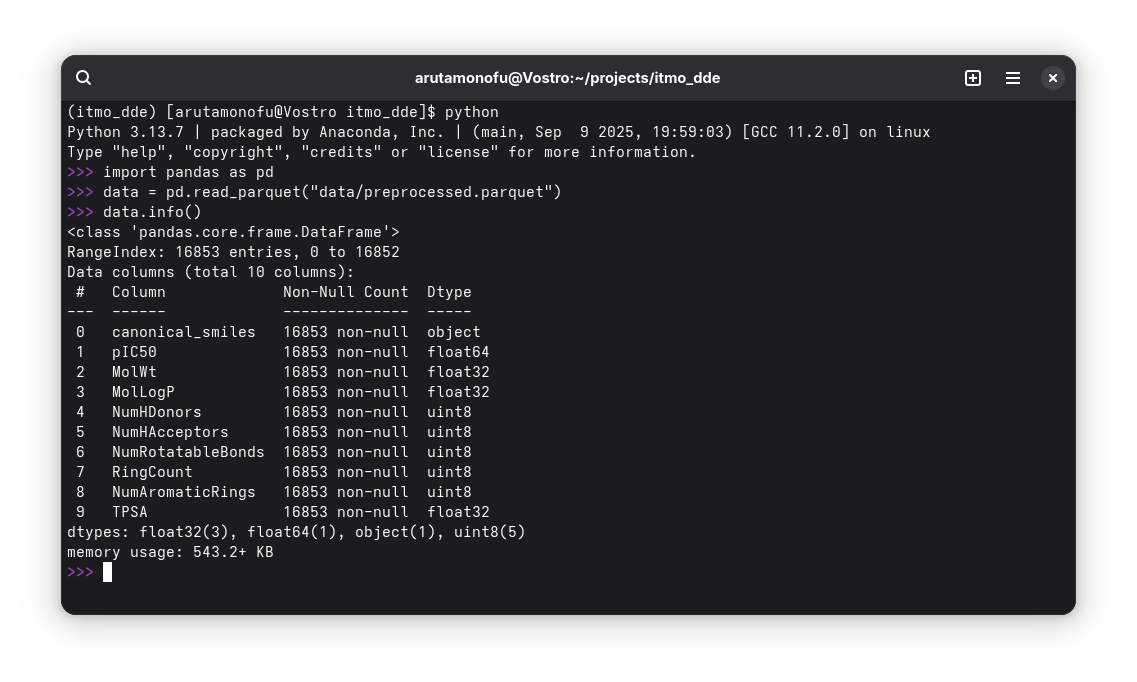 arutamonofu@Vostro:~/projects/itmo_dde
(itmo_dde) [arutamonofu@Vostro itmo_dde]$ python
Python 3.13.7 | packaged by Anaconda, Inc. | (main, Sep  9 2025, 19:59:03) [GCC 11.2.0] on linux
Type "help", "copyright", "credits" or "license" for more information.
>>> import pandas as pd
>>> data = pd.read_parquet("data/preprocessed.parquet")
>>> data.info()
<class 'pandas.core.frame.DataFrame'>
RangeIndex: 16853 entries, 0 to 16852
Data columns (total 10 columns):
 #   Column             Non-Null Count  Dtype
---  ------             --------------  -----
 0   canonical_smiles   16853 non-null  object
 1   pIC50              16853 non-null  float64
 2   MolWt              16853 non-null  float32
 3   MolLogP            16853 non-null  float32
 4   NumHDonors         16853 non-null  uint8
 5   NumHAcceptors      16853 non-null  uint8
 6   NumRotatableBonds  16853 non-null  uint8
 7   RingCount          16853 non-null  uint8
 8   NumAromaticRings   16853 non-null  uint8
 9   TPSA               16853 non-null  float32
dtypes: float32(3), float64(1), object(1), uint8(5)
memory usage: 543.2+ KB
>>>